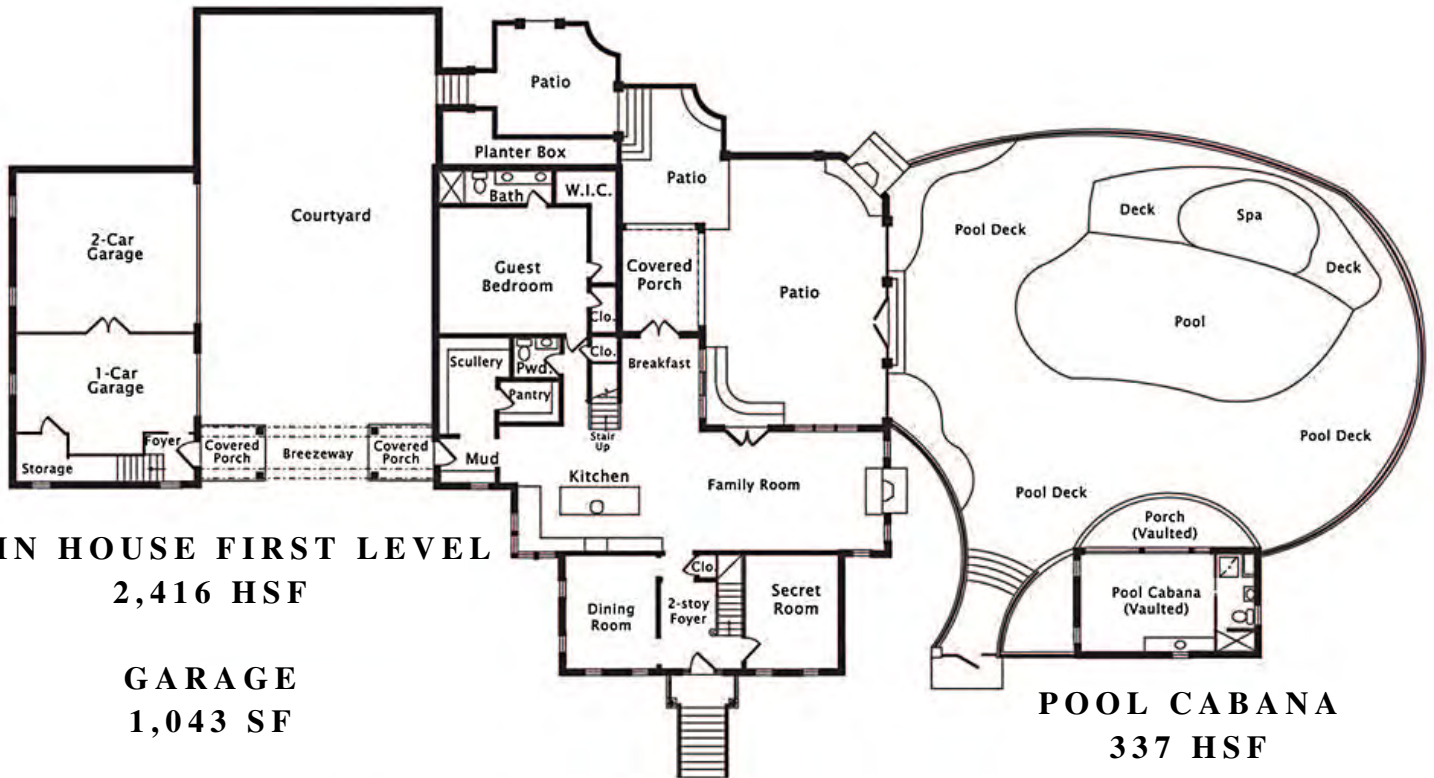 Patio
Planter Box
Bath
W.I.C.
Patio
Courtyard
2-Car
Garage
Guest
Bedroom
Covered
Porch
Patio
Pool Deck
Deck
Spa
Deck
Pool
Clo.
Clo.
Scullery
Pwd.
Breakfast
1-Car
Garage
Pantry
Foyer
Covered
Porch
Breezeway
Covered
Porch
Storage
Mud
Stair
Up
Kitchen
Family Room
Pool Deck
Pool Deck
Porch
(Vaulted)
Clo.
Dining
Room
2-stoy
Foyer
Secret
Room
Pool Cabana
(Vaulted)
IN HOUSE FIRST LEVEL
2,416 HSF
GARAGE
1,043 SF
POOL CABANA
337 HSF